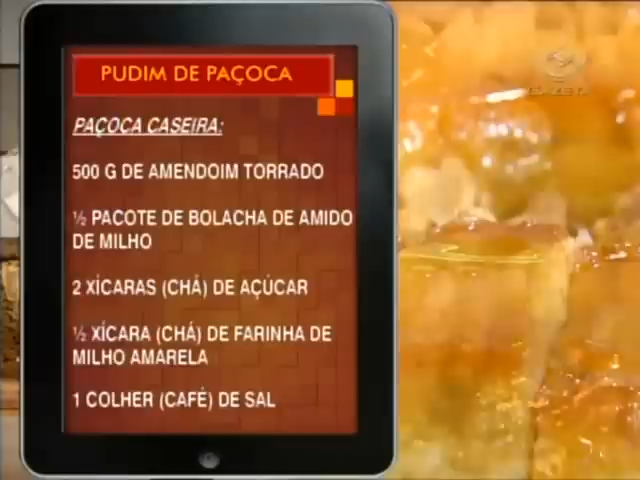 PUDIM DE PAÇOCA
PAÇOCA CASEIRA:
500 G DE AMENDOIM TORRADO
½ PACOTE DE BOLACHA DE AMIDO
DE MILHO
2 XÍCARAS (CHÁ) DE AÇÚCAR
½ XÍCARA (CHÁ) DE FARINHA DE
MILHO AMARELA
1 COLHER (CAFÉ) DE SAL
GAZETA